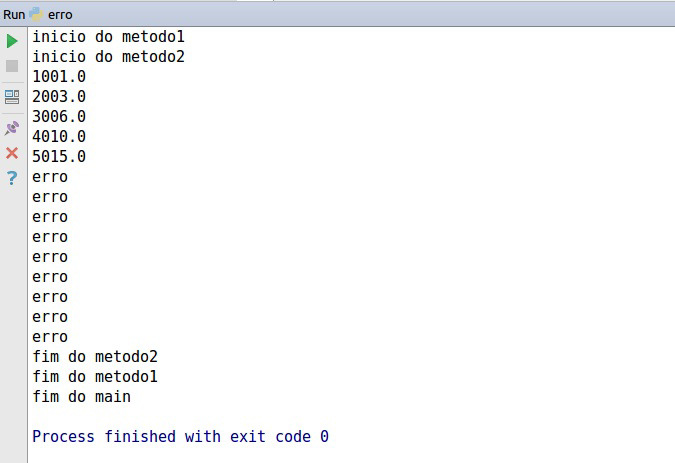 Run erro
inicio do metodo1
inicio do metodo2
1001.0
2003.0
3006.0
4010.0
5015.0
erro
erro
erro
erro
erro
erro
erro
erro
erro
fim do metodo2
fim do metodo1
fim do main
Process finished with exit code 0